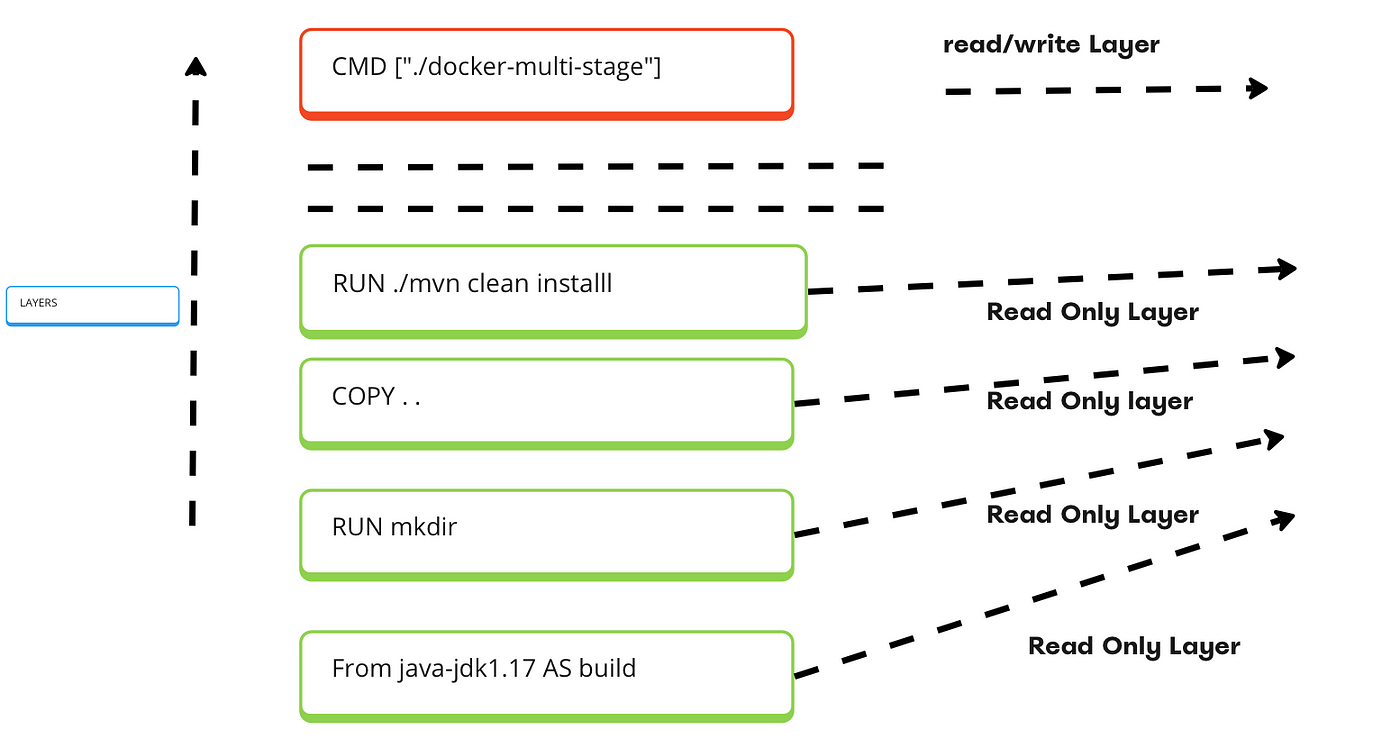 read/write Layer
CMD ["./docker-multi-stage"]
RUN ./mvn clean installl
LAYERS
Read Only Layer
COPY . .
Read Only layer
RUN mkdir
Read Only Layer
From java-jdk1.17 AS build
Read Only Layer